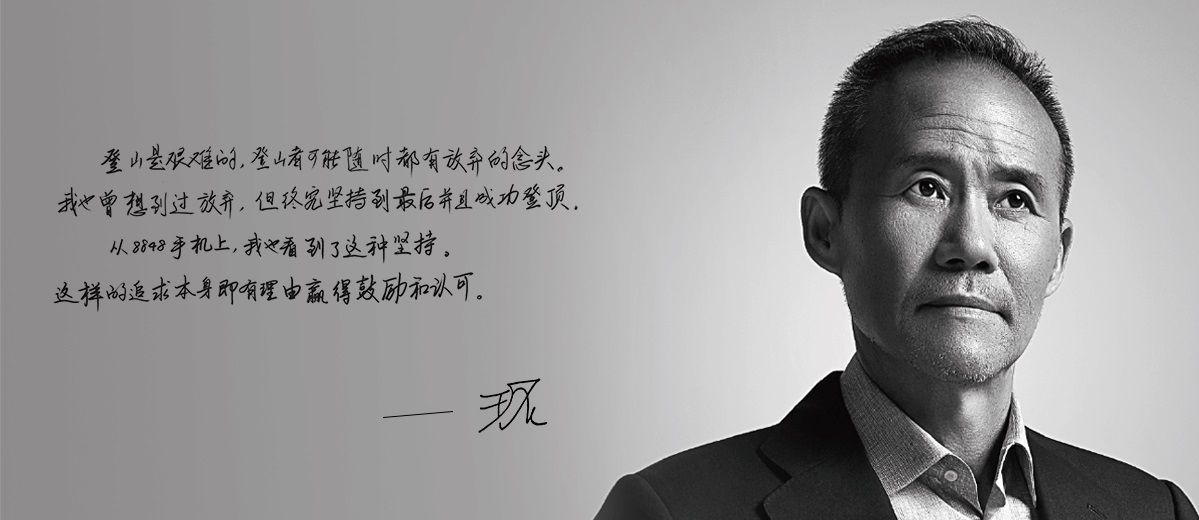 登山是艰难的，登山者可能随时都有放弃的念头。
我也曾想到过放弃，但终究坚持到最后并且成功登顶．
从8848手机上，我也看到了这种坚持。
这样的追求本身即有理由赢得鼓励和认可。